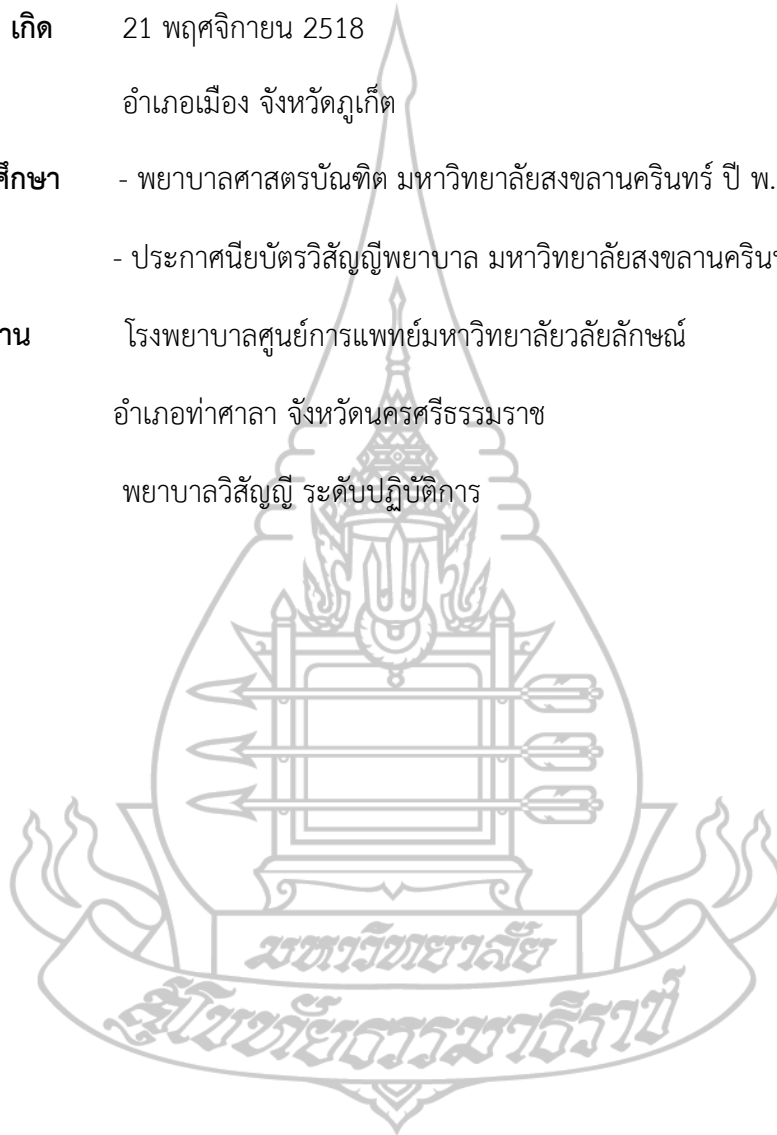 เกิด 21 พฤศจิกายน 2518
อำเภอเมือง จังหวัดภูเก็ต
ศึกษา - พยาบาลศาสตรบัณฑิต มหาวิทยาลัยสงขลานครินทร์ ปี พ.
- ประกาศนียบัตรวิสัญญีพยาบาล มหาวิทยาลัยสงขลานคริน
าน โรงพยาบาลศูนย์การแพทย์มหาวิทยาลัยวลัยลักษณ์
อำเภอท่าศาลา จังหวัดนครศรีธรรมราช
พยาบาลวิสัญญี ระดับปฏิบัติการ
มหาวิทยาลัย
สุโขทัยธรรมาธิราช